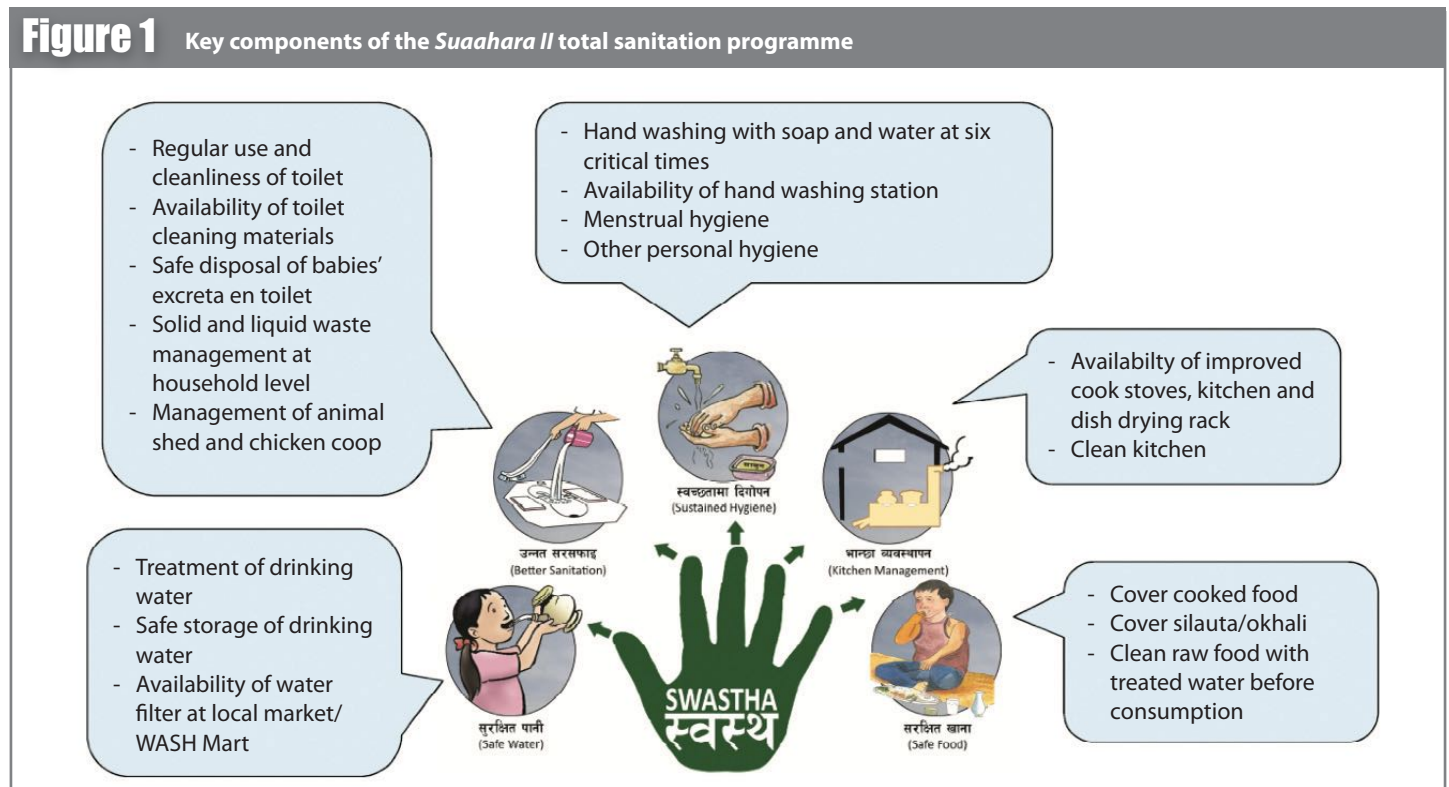 Figure 1 Key components of the Suaahara II total sanitation programme
- Regular use and
cleanliness of toilet
- Availability of toilet
cleaning materials
- Safe disposal of babies’
excreta en toilet
- Solid and liquid waste
management at
household level
- Management of animal
shed and chicken coop
- Hand washing with soap and water at six
critical times
- Availability of hand washing station
- Menstrual hygiene
- Other personal hygiene
- Availabilty of improved
cook stoves, kitchen and
dish drying rack
- Clean kitchen
स्वच्छतामा दिगोपन
(Sustained Hygiene)
उन्नत सरसफाइ
(Better Sanitation)
भान्छा व्यवस्थापन
(Kitchen Management)
- Treatment of drinking
water
- Safe storage of drinking
water
- Availability of water
filter at local market/
WASH Mart
- Cover cooked food
- Cover silauta/okhali
- Clean raw food with
treated water before
consumption
सुरक्षित पानी
(Safe Water)
SWASTHA
स्वस्थ
सुरक्षित खाना
(Safe Food)